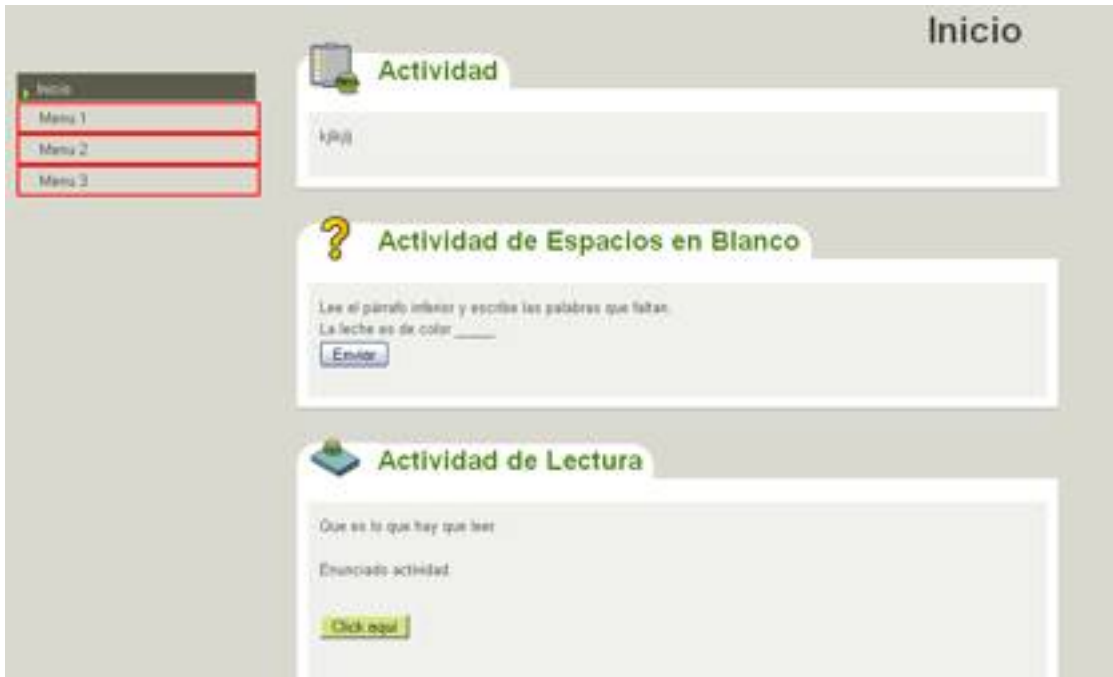 Inicio
Inicio
Menu 1
Menu 2
Menu 3
Actividad
Actividad de Espacios en Blanco
Lee el párrafo inferior y escribe las palabras que faltan.
La leche es de color _____
Enviar
Actividad de Lectura
Que es lo que hay que leer
Enunciado actividad
Click aquí